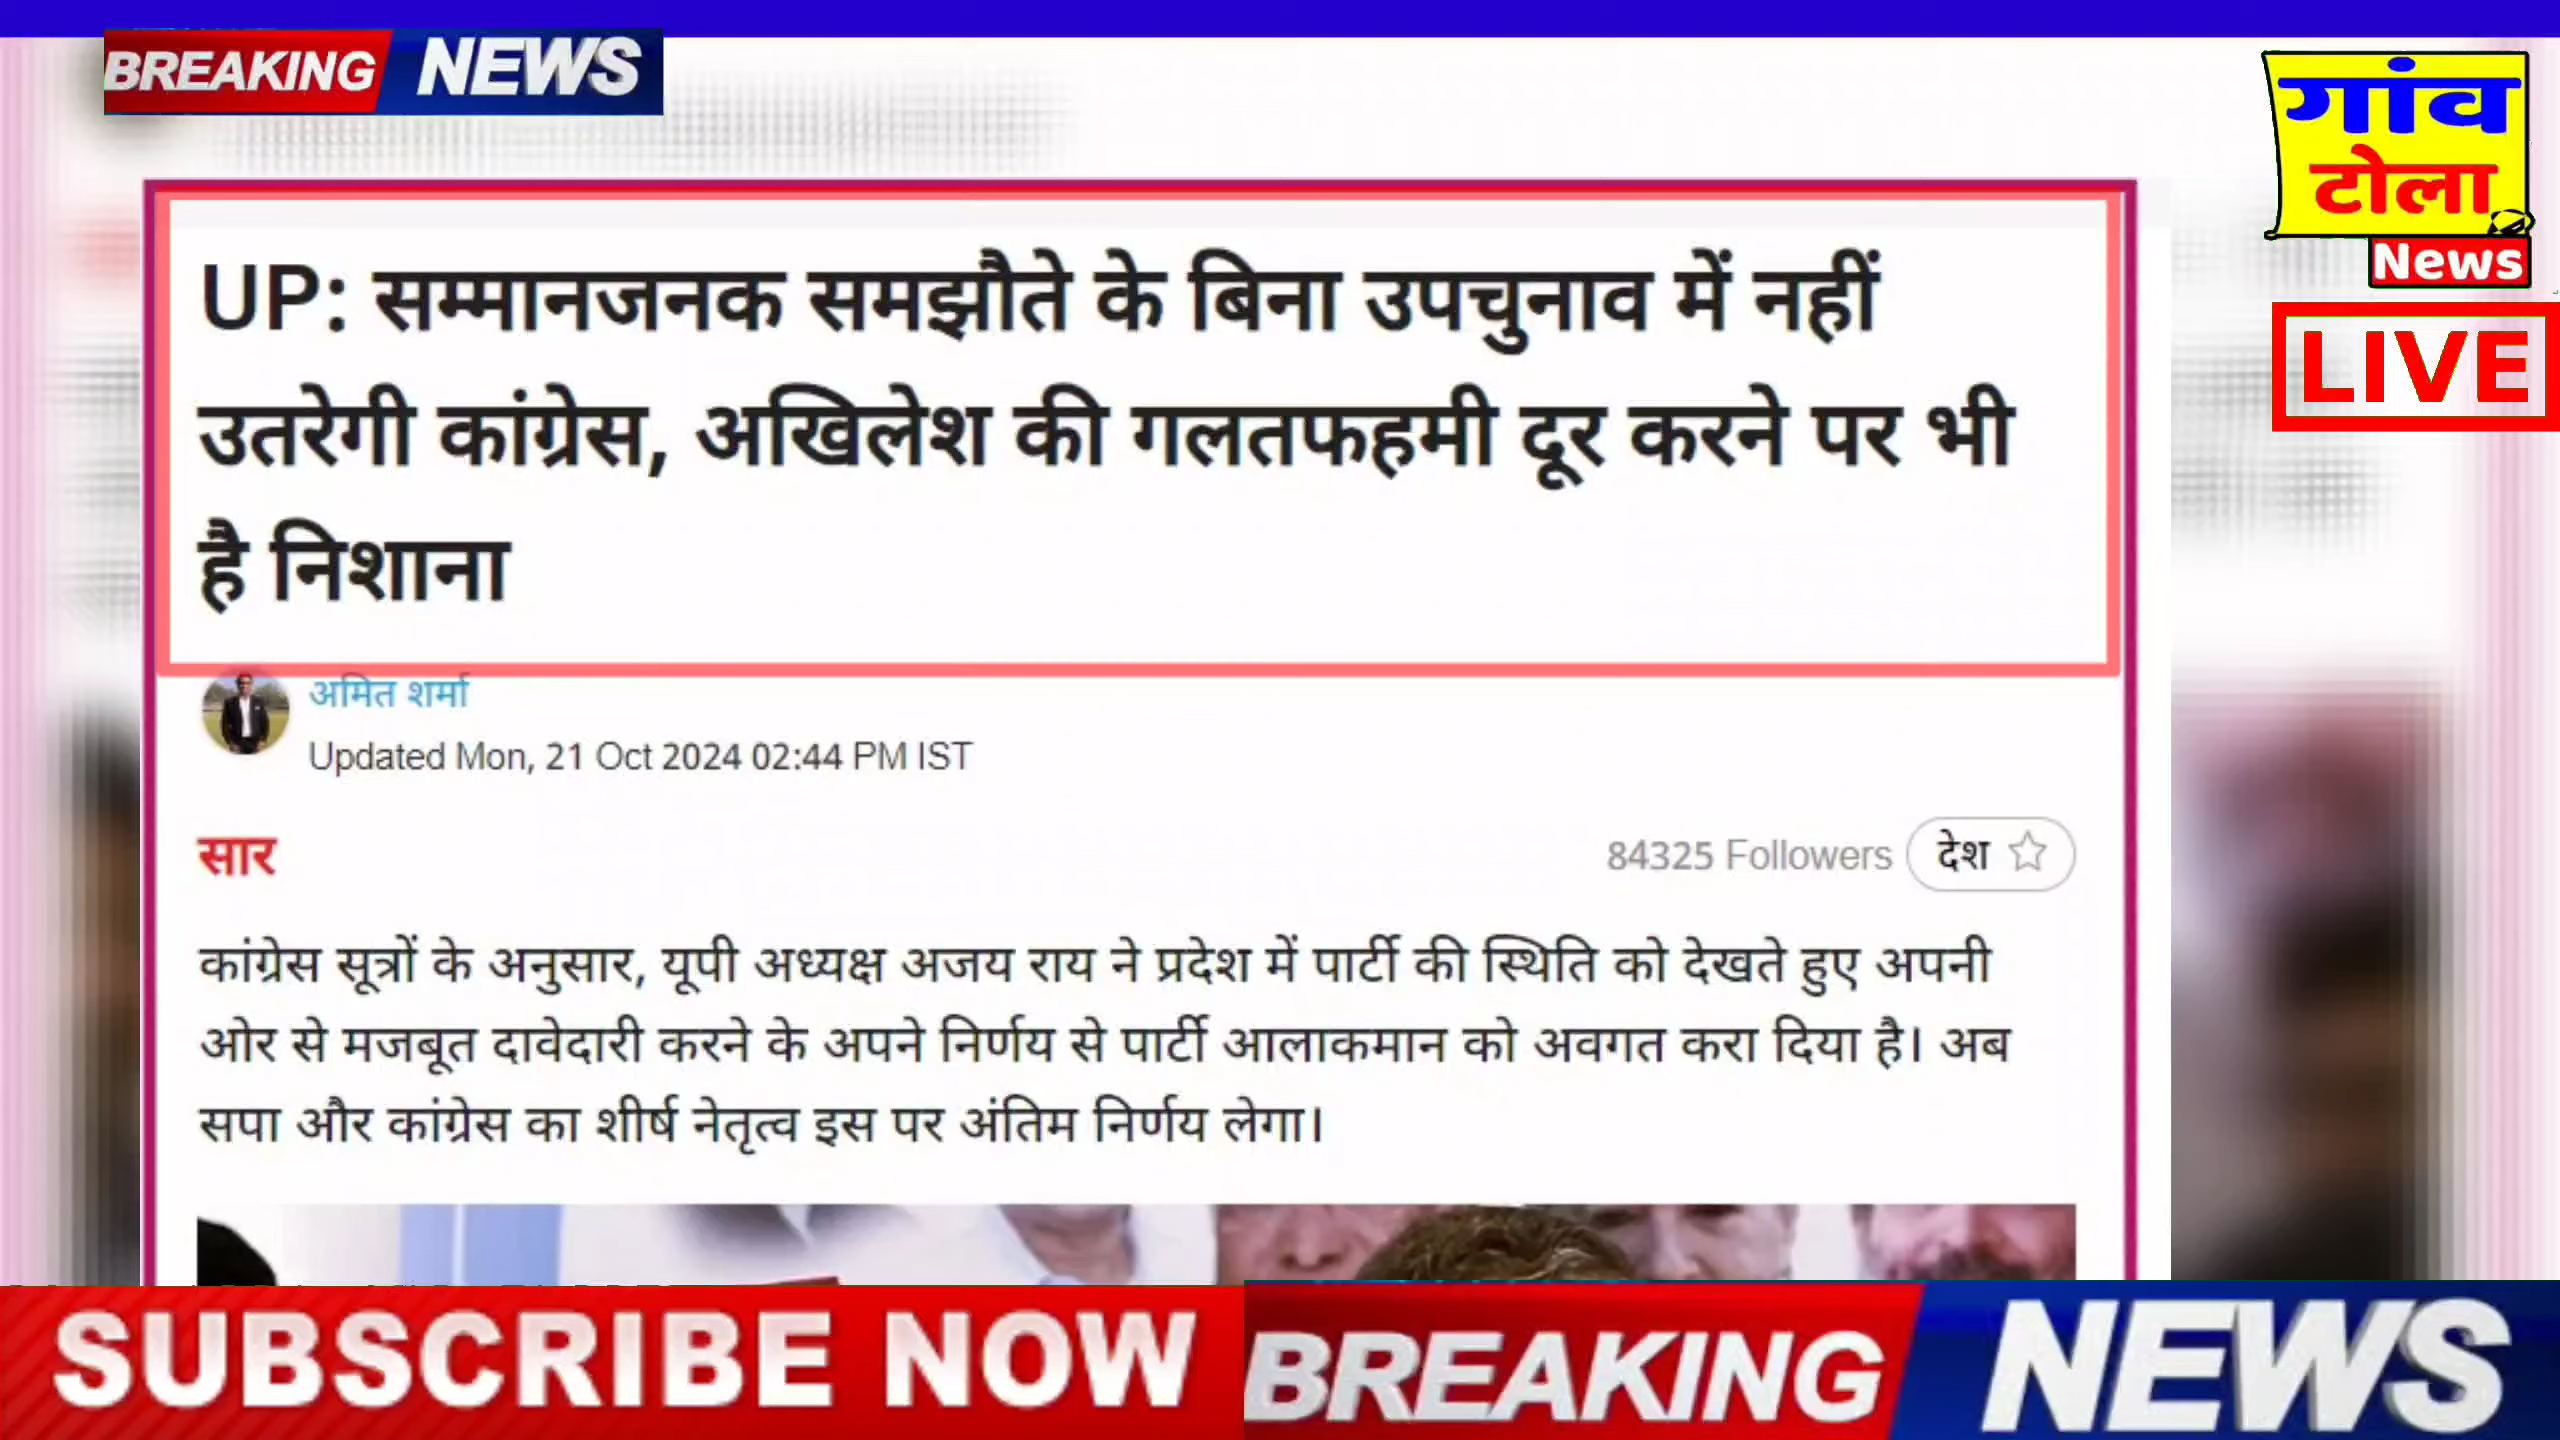 BREAKING NEWS
गांव
टोला
News
LIVE
UP: सम्मानजनक समझौते के बिना उपचुनाव में नहीं
उतरेगी कांग्रेस, अखिलेश की गलतफहमी दूर करने पर भी
है निशाना
अमित शर्मा
Updated Mon, 21 Oct 2024 02:44 PM IST
सार
84325 Followers देश
कांग्रेस सूत्रों के अनुसार, यूपी अध्यक्ष अजय राय ने प्रदेश में पार्टी की स्थिति को देखते हुए अपनी
ओर से मजबूत दावेदारी करने के अपने निर्णय से पार्टी आलाकमान को अवगत करा दिया है। अब
सपा और कांग्रेस का शीर्ष नेतृत्व इस पर अंतिम निर्णय लेगा।
SUBSCRIBE NOW BREAKING NEWS